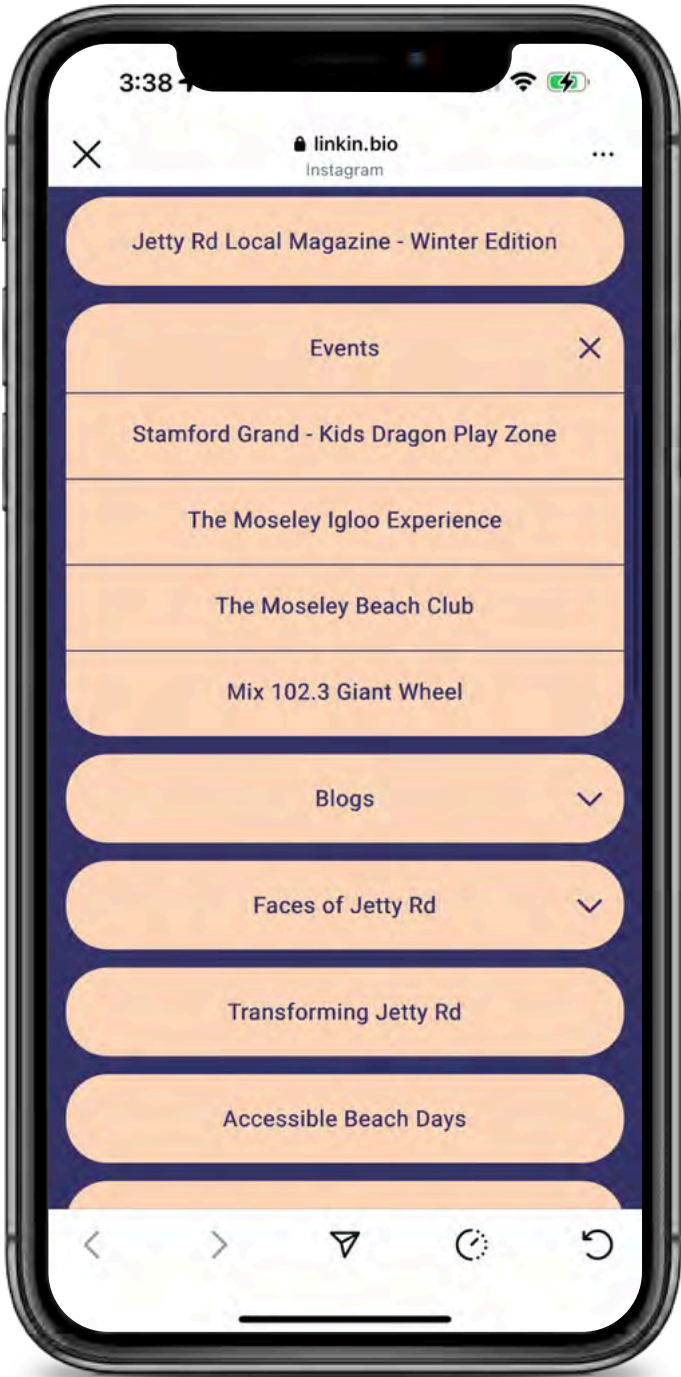 3:38
linkin.bio
Instagram
Jetty Rd Local Magazine - Winter Edition
Events
Stamford Grand - Kids Dragon Play Zone
The Moseley Igloo Experience
The Moseley Beach Club
Mix 102.3 Giant Wheel
Blogs
Faces of Jetty Rd
Transforming Jetty Rd
Accessible Beach Days